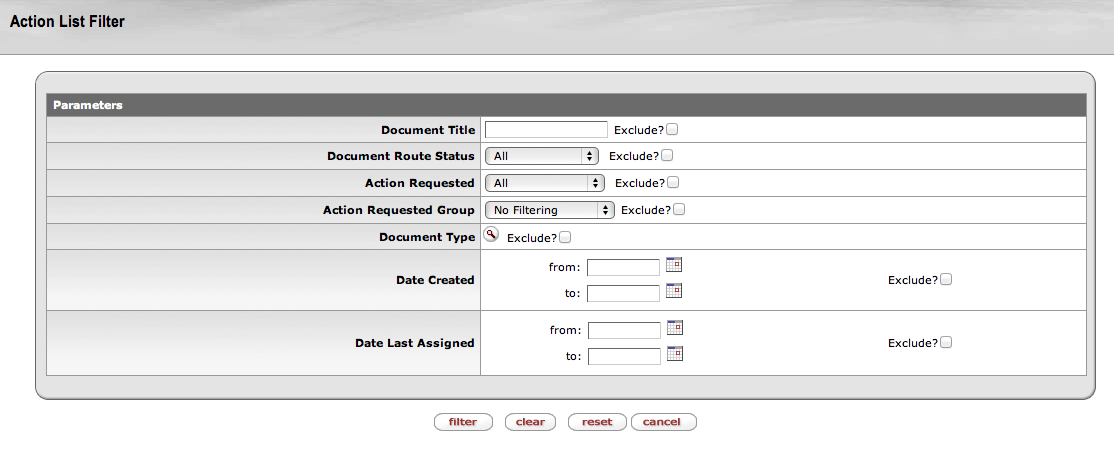 Action List Filter
Parameters
Document Title Exclude?
Document Route Status All Exclude?
Action Requested All Exclude?
Action Requested Group No Filtering Exclude?
Document Type Exclude?
from:
Date Created Exclude?
to:
from:
Date Last Assigned Exclude?
to:
filter clear reset cancel